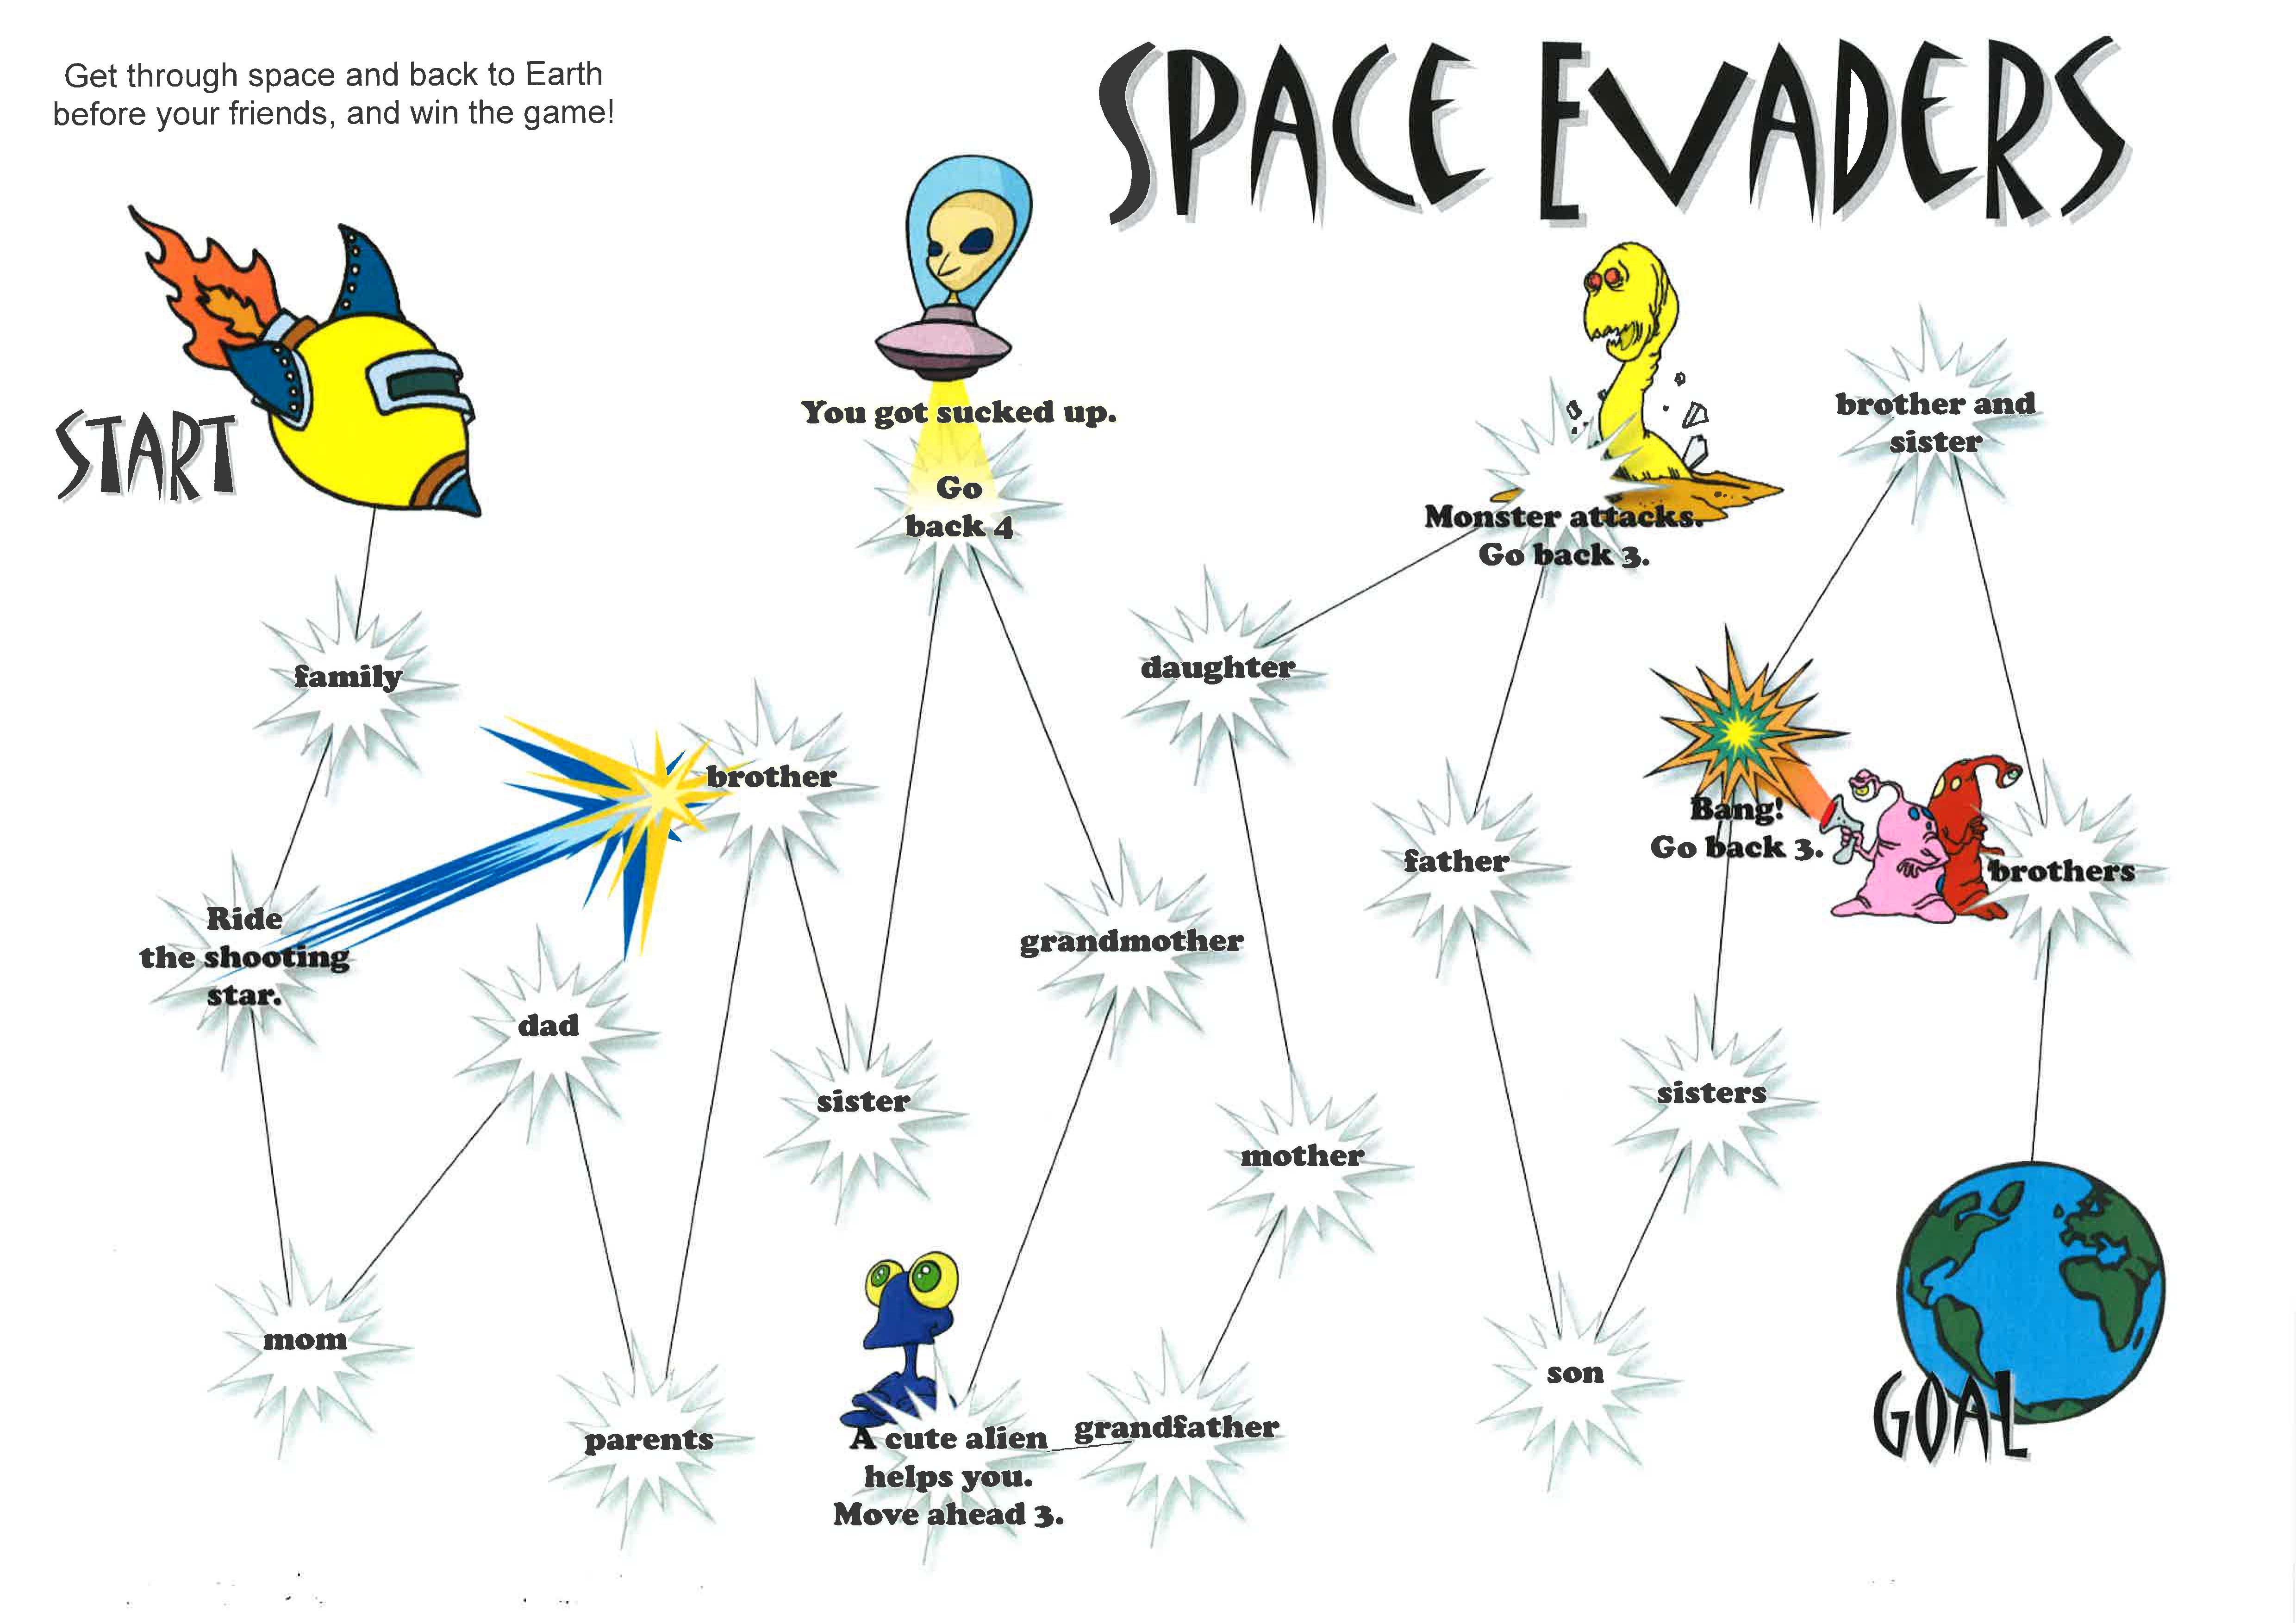 Get through space and back to Earth
before your friends, and win the game!
SPACE EVADERS
START
You got sucked up.
Go
back 4
Monster attacks.
Go back 3.
brother and
sister
family
daughter
brother
Bang!
Go back 3.
father
brothers
Ride
the shooting
star.
grandmother
dad
sister
sisters
mother
mom
son
parents
A cute alien
helps you.
Move ahead 3.
grandfather
GOAL